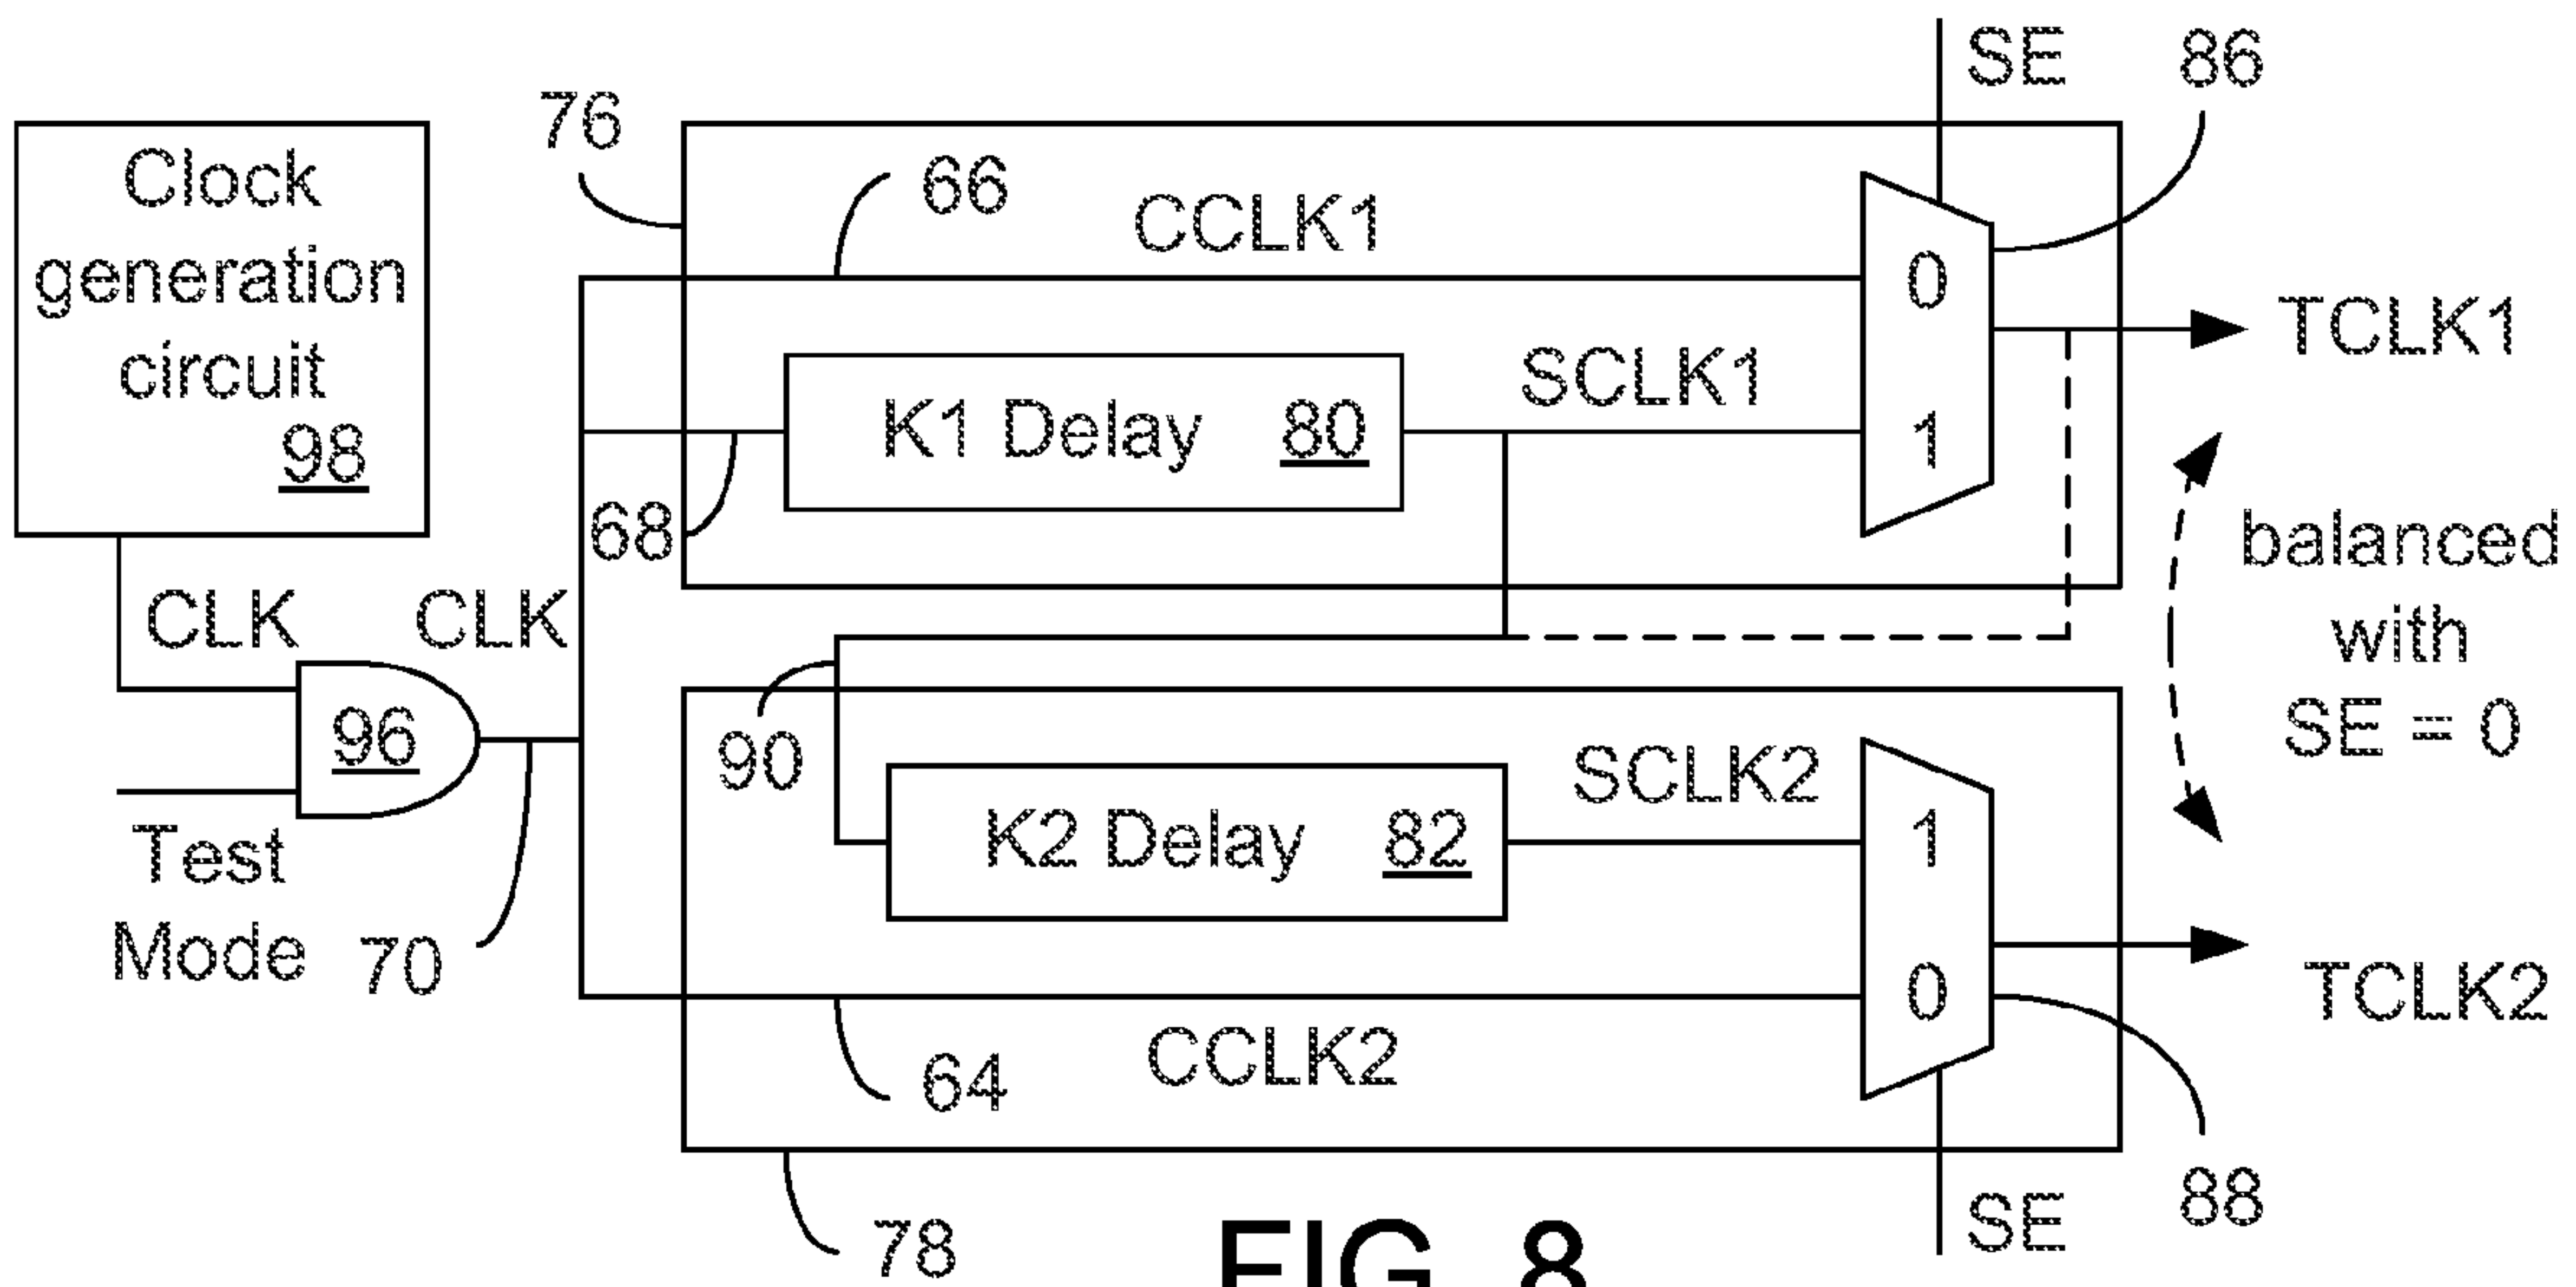 SE
86
76
Clock
generation
circuit
98
66
CCLK1
0
TCLK1
K1 Delay 80
SCLK1
1
68
balanced
with
SE = 0
CLK
CLK
96
90
Test
Mode
70
K2 Delay 82
SCLK2
1
0
TCLK2
64
CCLK2
88
SE
78
FIG. 8